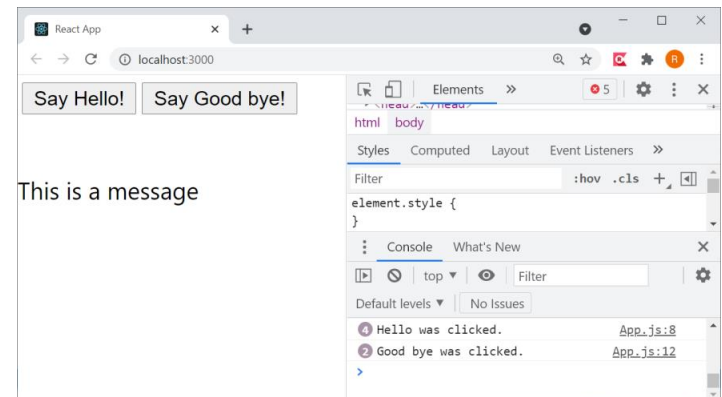 React App
localhost:3000
R
Say Hello! Say Good bye!
This is a message
Elements » 5
<head>…</head>
html body
Styles Computed Layout Event Listeners »
Filter :hov .cls +
element.style {
}
Console What's New
top ▼ Filter
Default levels ▼ No Issues
4 Hello was clicked. App.js:8
2 Good bye was clicked. App.js:12
>